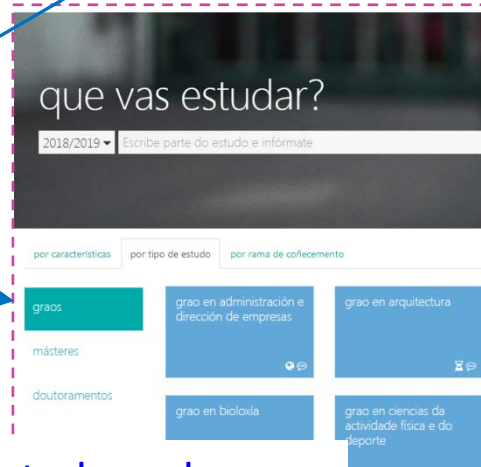 que vas estudar?
2018/2019 Escribe parte do estudo e infórmate
por características por tipo de estudo por rama de coñecemento
graos
másteres
doutoramentos
grao en administración e
dirección de empresas
grao en arquitectura
grao en bioloxía
grao en ciencias da
actividade física e do
deporte